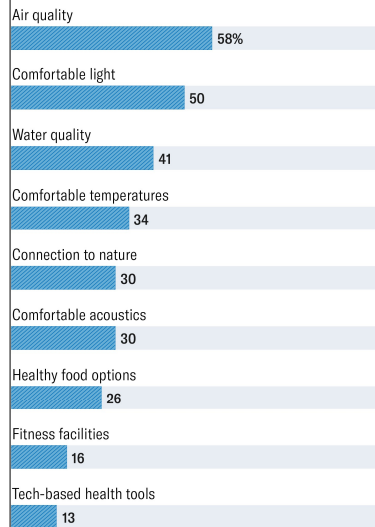 Air quality
58%
Comfortable light
50
Water quality
41
Comfortable temperatures
34
Connection to nature
30
Comfortable acoustics
30
Healthy food options
26
Fitness facilities
16
Tech-based health tools
13